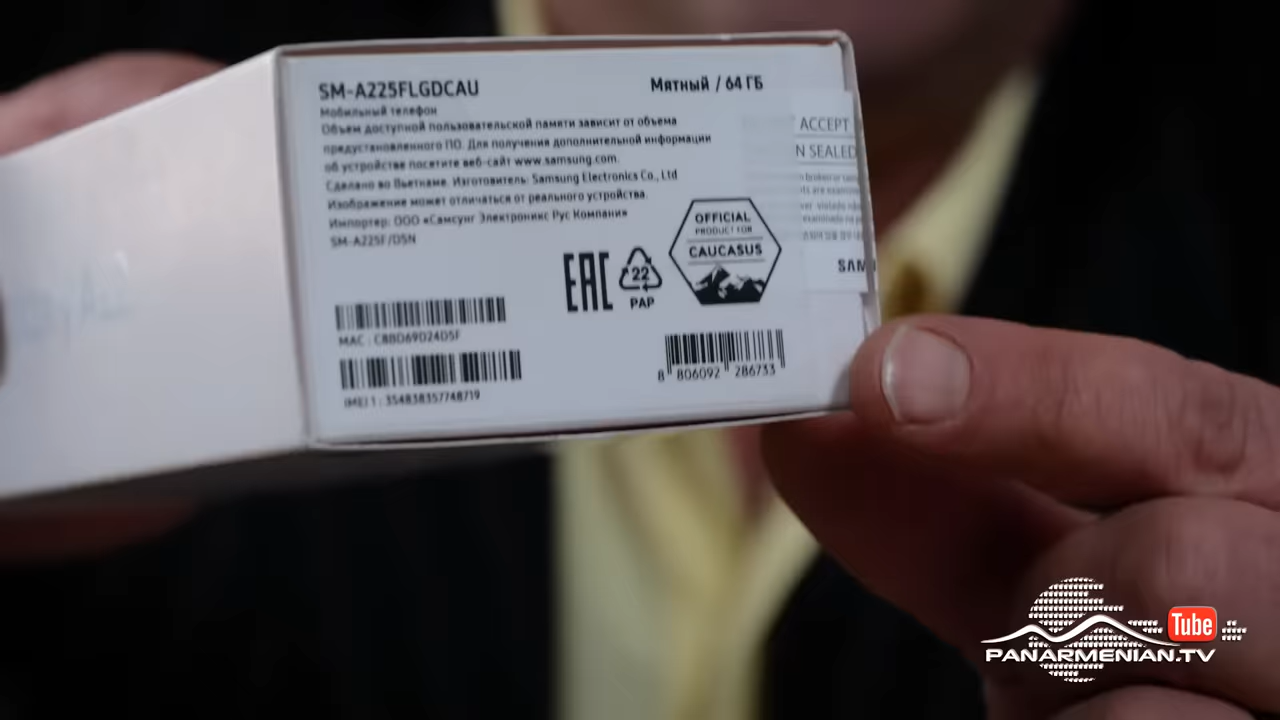 SM-A225FLGDCAU
Мятный / 64 ГБ
Мобильный телефон
Объем доступной пользовательской памяти зависит от объема
предустановленного ПО. Для получения дополнительной информации
об устройстве посетите веб-сайт www.samsung.com.
Сделано во Вьетнаме. Изготовитель: Samsung Electronics Co., Ltd
Изображение может отличаться от реального устройства.
Импортер: ООО «Самсунг Электроникс Рус Компани»
SM-A225F/DSN
ACCEPT
N SEALED
SAM
OFFICIAL
PRODUCT FOR
CAUCASUS
EAC
22
PAP
MAC : C8BD69D24D5F
(ME) 1 : 354838357748719
8 806092 286733
Tube
PANARMENIAN.TV